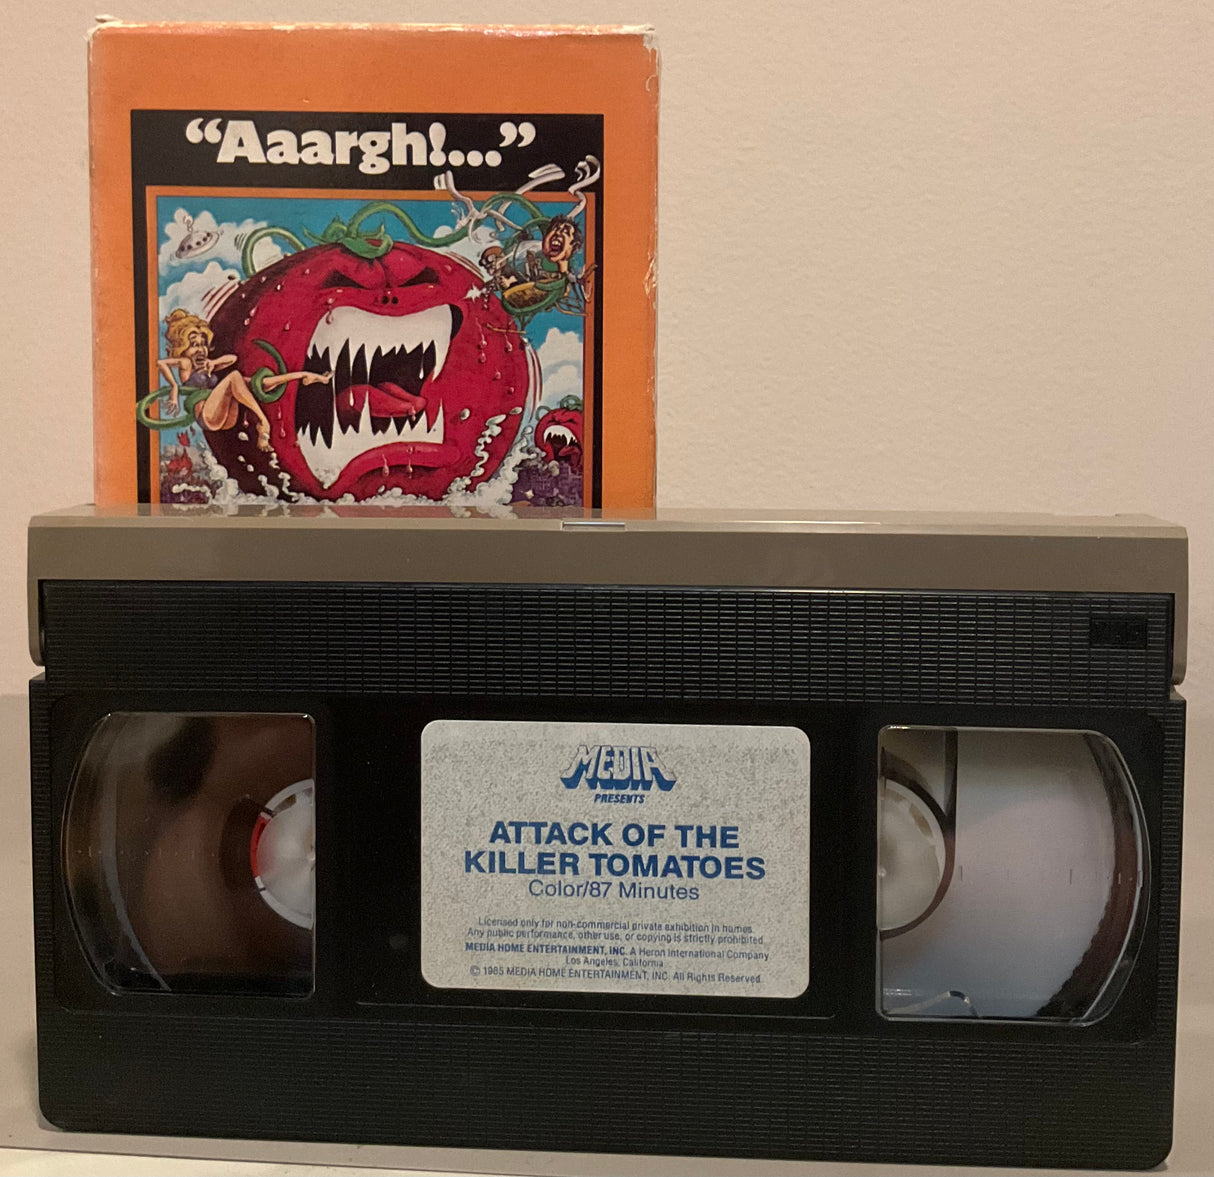 “Aaargh!...”
VHS
MEDIA
PRESENTS
ATTACK OF THE
KILLER TOMATOES
Color/87 Minutes
Licensed only for non-commercial private exhibition in homes.
Any public performance, other use, or copying is strictly prohibited.
MEDIA HOME ENTERTAINMENT, INC. A Heron International Company
Los Angeles, California
© 1985 MEDIA HOME ENTERTAINMENT, INC. All Rights Reserved.